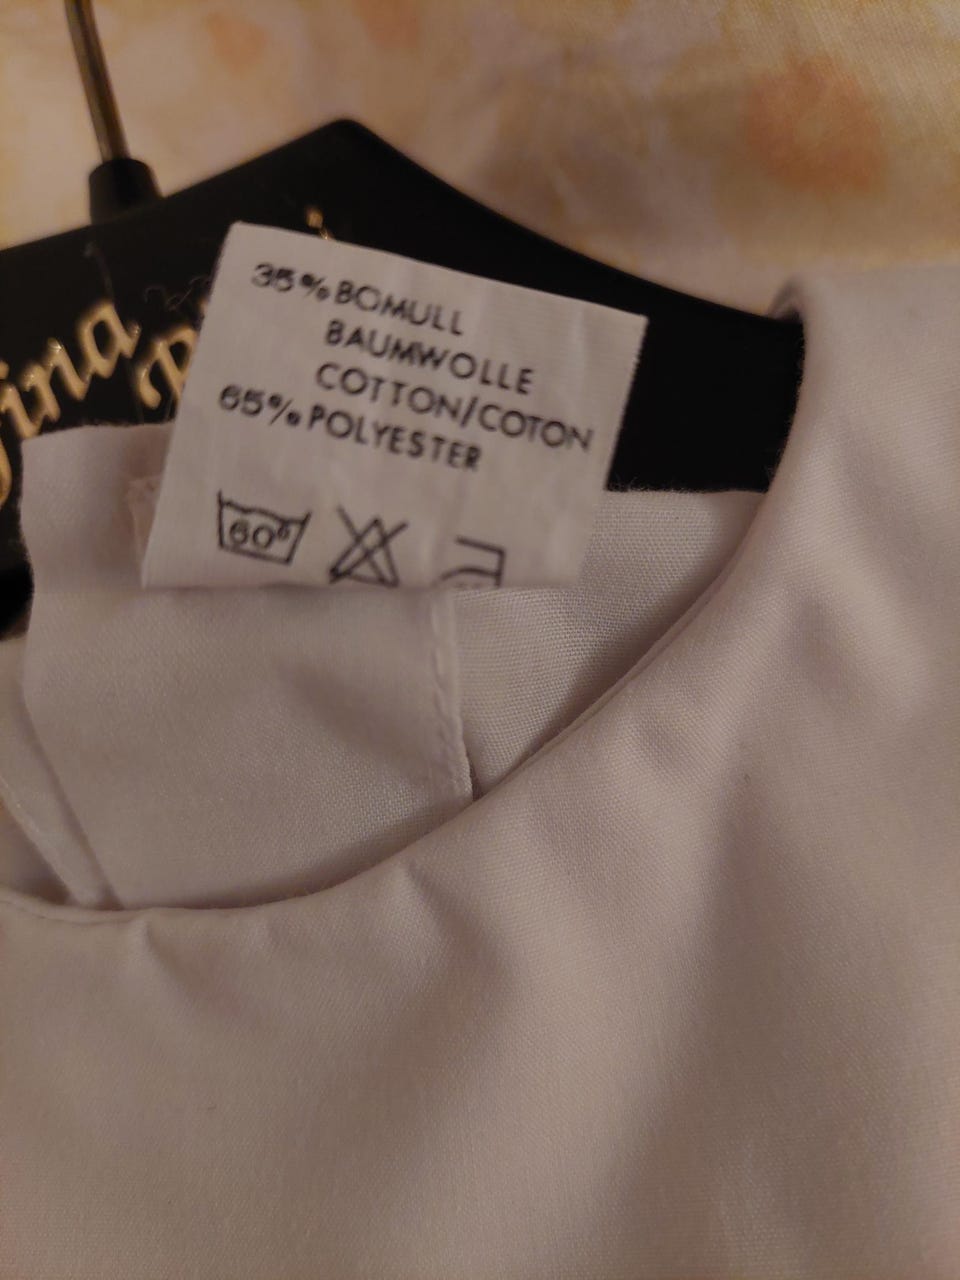 35% BOMULL
BAUMWOLLE
COTTON/COTON
65% POLYESTER
60°